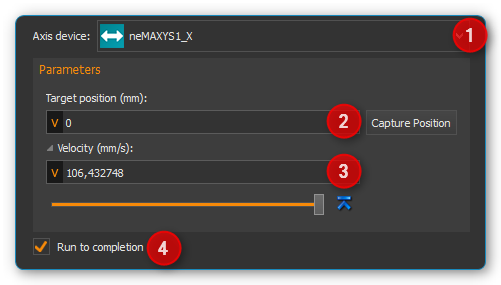 Axis device: neMAXYS1_X 1
Parameters
Target position (mm):
V 0 2 Capture Position
Velocity (mm/s):
V 106,432748 3
Run to completion 4